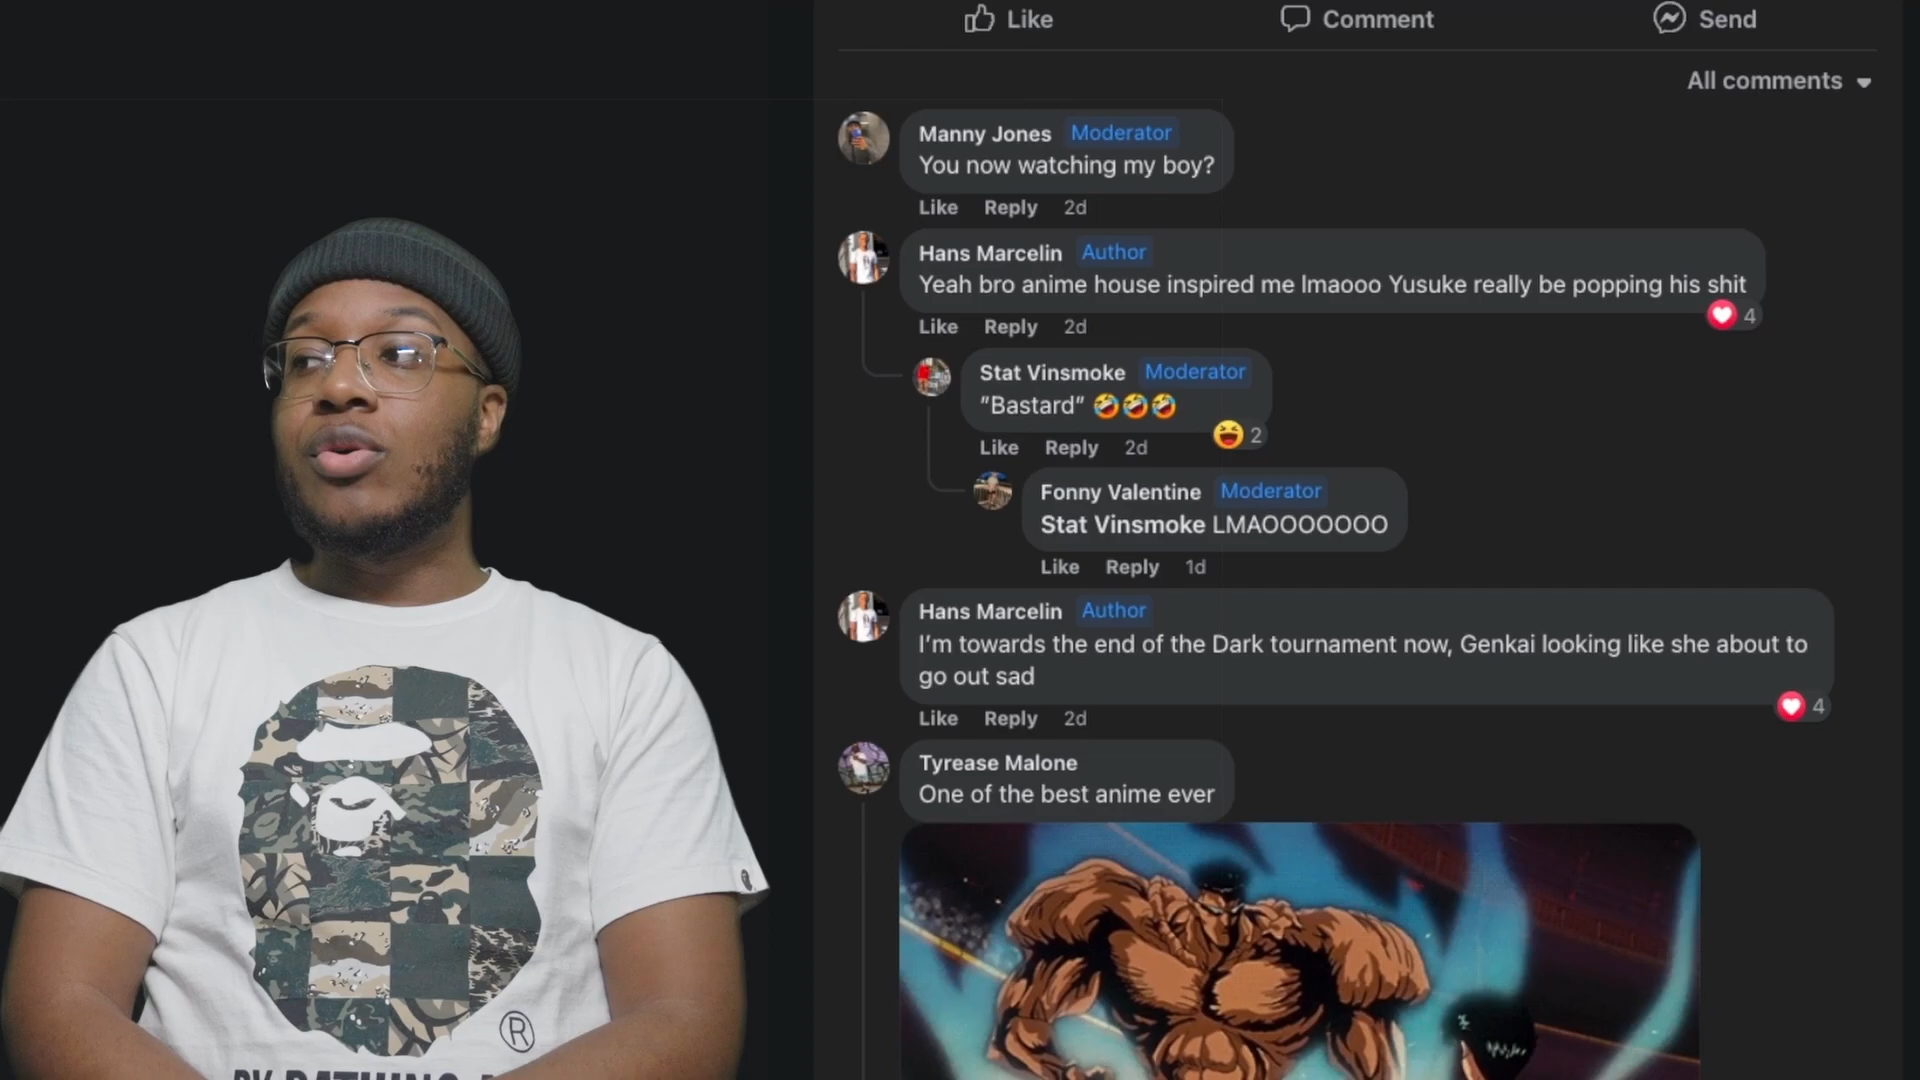 Like
Comment
Send
All comments
Manny Jones Moderator
You now watching my boy?
Like Reply 2d
Hans Marcelin Author
Yeah bro anime house inspired me lmaooo Yusuke really be popping his shit
4
Like Reply 2d
Stat Vinsmoke Moderator
"Bastard" 🤣🤣🤣
2
Like Reply 2d
Fonny Valentine Moderator
Stat Vinsmoke LMAOOOOOOO
Like Reply 1d
Hans Marcelin Author
I'm towards the end of the Dark tournament now, Genkai looking like she about to
go out sad
4
Like Reply 2d
Tyrease Malone
One of the best anime ever
®